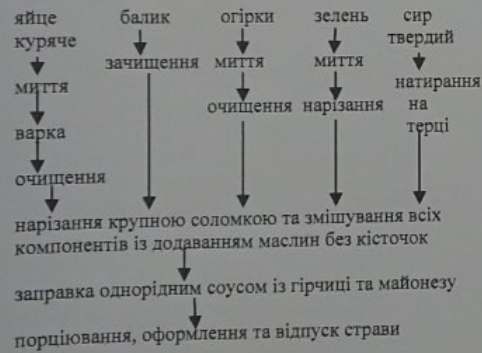 яйце куряче
балик
огірки
зелень
сир твердий
зачищення
миття
миття
натирання на терці
миття
очищення
нарізання
варка
очищення
нарізання крупною соломкою та змішування всіх
компонентів із додаванням маслин без кісточок
заправка однорідним соусом із гірчиці та майонезу
порціювання, оформлення та відпуск страви